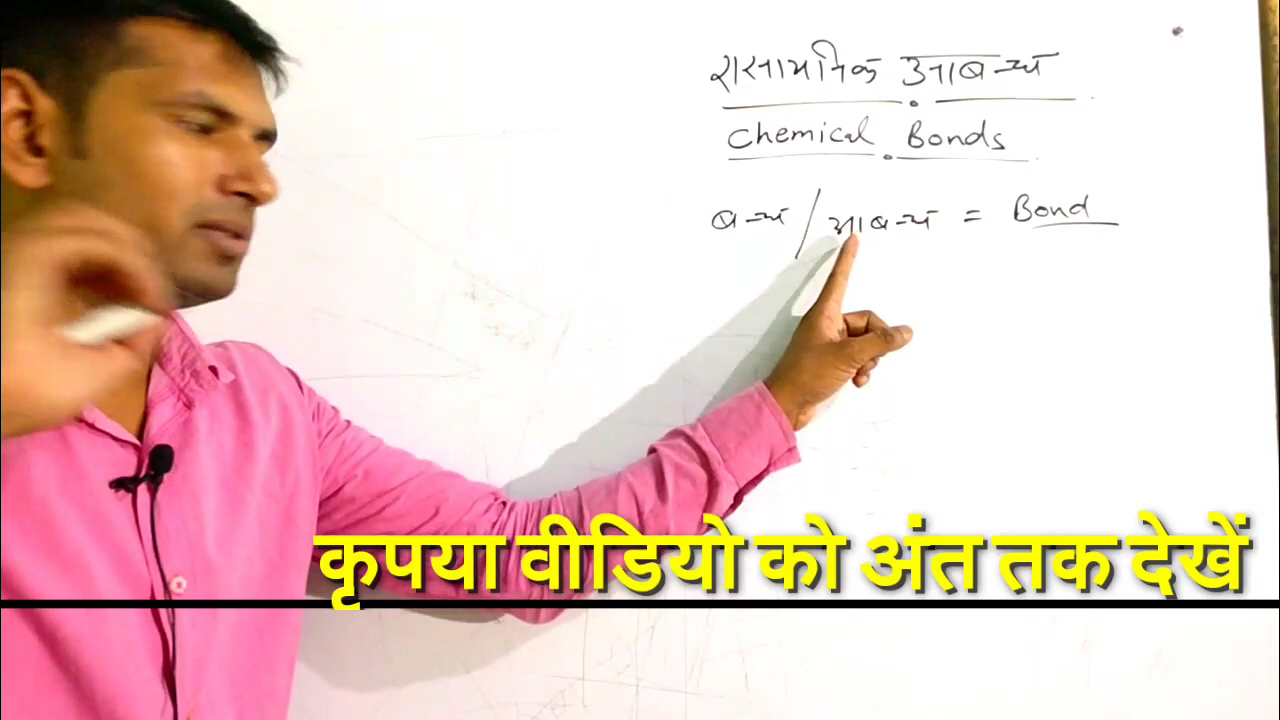 रासायनिक आबन्ध
Chemical Bonds
बन्ध / आबन्ध = Bond
कृपया वीडियो को अंत तक देखें